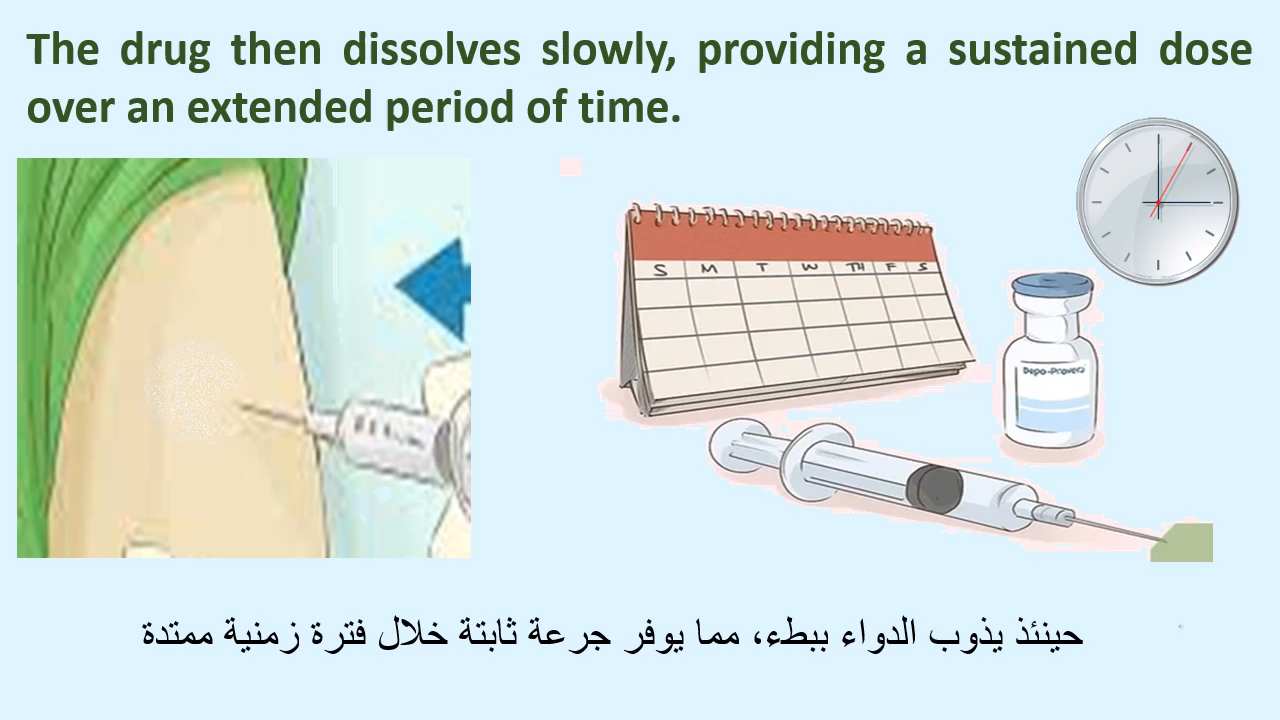 The drug then dissolves slowly, providing a sustained dose
over an extended period of time.
S M T W TH F S
Depo-Provera
حينئذ يذوب الدواء ببطء، مما يوفر جرعة ثابتة خلال فترة زمنية ممتدة